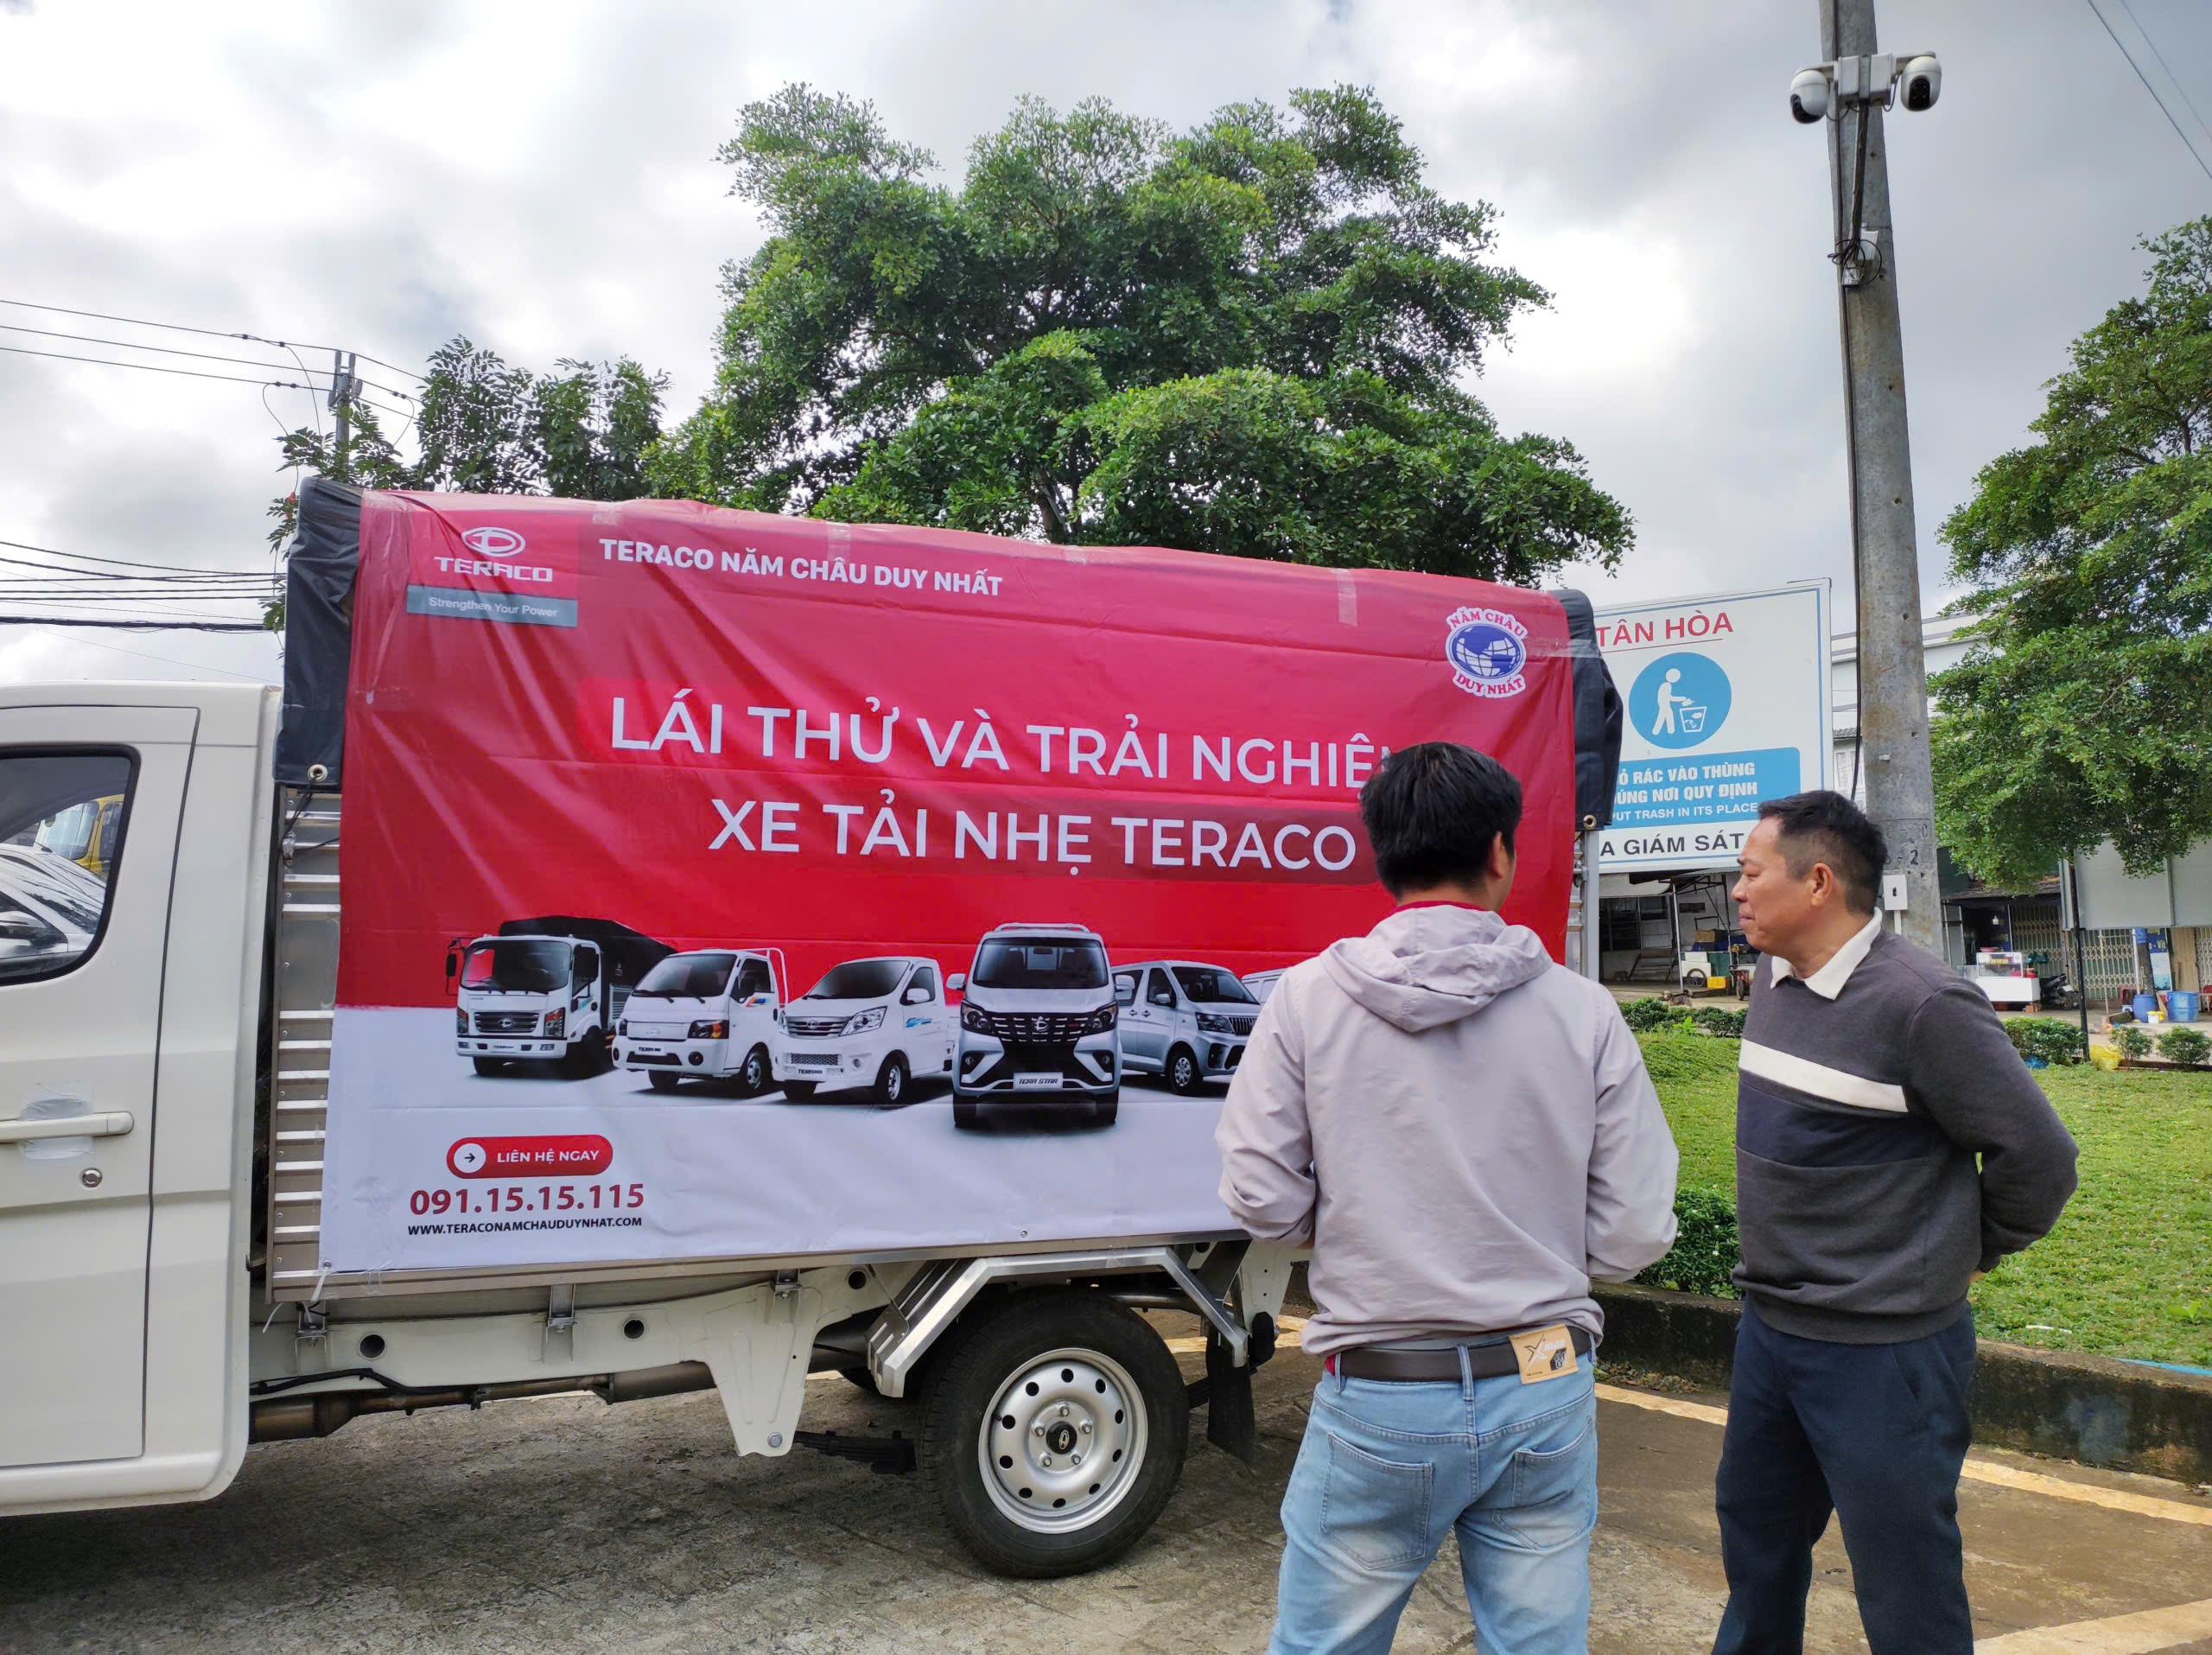 TERACO
Strengthen Your Power
TERACO NĂM CHÂU DUY NHẤT
NĂM CHÂU
DUY NHẤT
LÁI THỬ VÀ TRẢI NGHIỆ
XE TẢI NHẸ TERACO
TERA STAR
LIÊN HỆ NGAY
091.15.15.115
WWW.TERACONAMCHAUDUYNHAT.COM
TÂN HÒA
RÁC VÀO THÙNG
NƠI QUY ĐỊNH
PUT TRASH IN ITS PLACE
A GIÁM SÁT